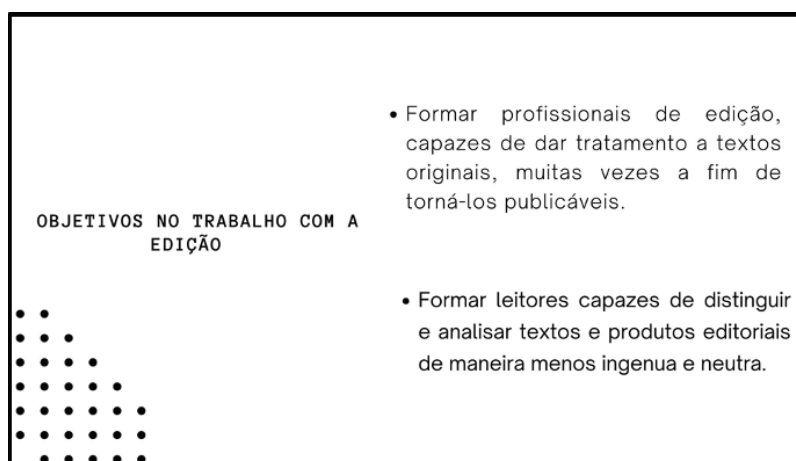 OBJETIVOS NO TRABALHO COM A
EDIÇÃO
• Formar profissionais de edição,
capazes de dar tratamento a textos
originais, muitas vezes a fim de
torná-los publicáveis.
• Formar leitores capazes de distinguir
e analisar textos e produtos editoriais
de maneira menos ingenua e neutra.